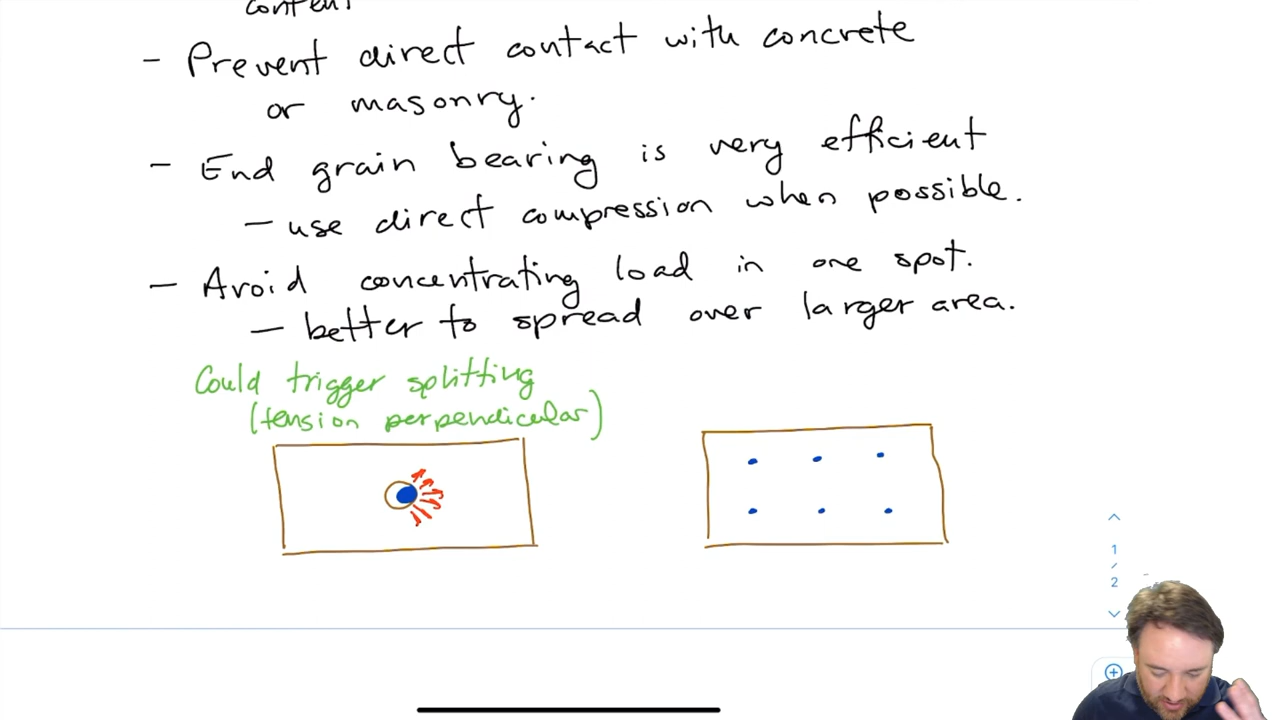 content
- Prevent direct contact with concrete
or masonry.
- End grain bearing is very efficient
- use direct compression when possible.
- Avoid concentrating load in one spot.
- better to spread over larger area.
Could trigger splitting
(tension perpendicular)
1
/
2